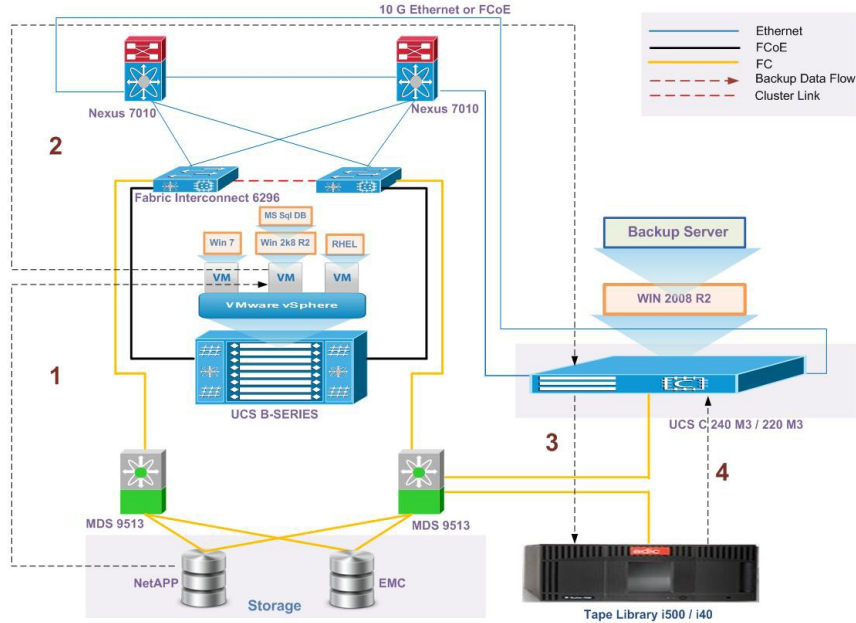 10 G Ethernet or FCoE
Ethernet
FCoE
FC
Backup Data Flow
Cluster Link
Nexus 7010
Nexus 7010
2
Fabric Interconnect 6296
MS Sql DB
Win 7
Win 2k8 R2
RHEL
VM
VM
VM
VMware vSphere
Backup Server
WIN 2008 R2
1
UCS B-SERIES
UCS C 240 M3 / 220 M3
3
4
MDS 9513
MDS 9513
NetAPP
EMC
Storage
adic
Tape Library i500 / i40